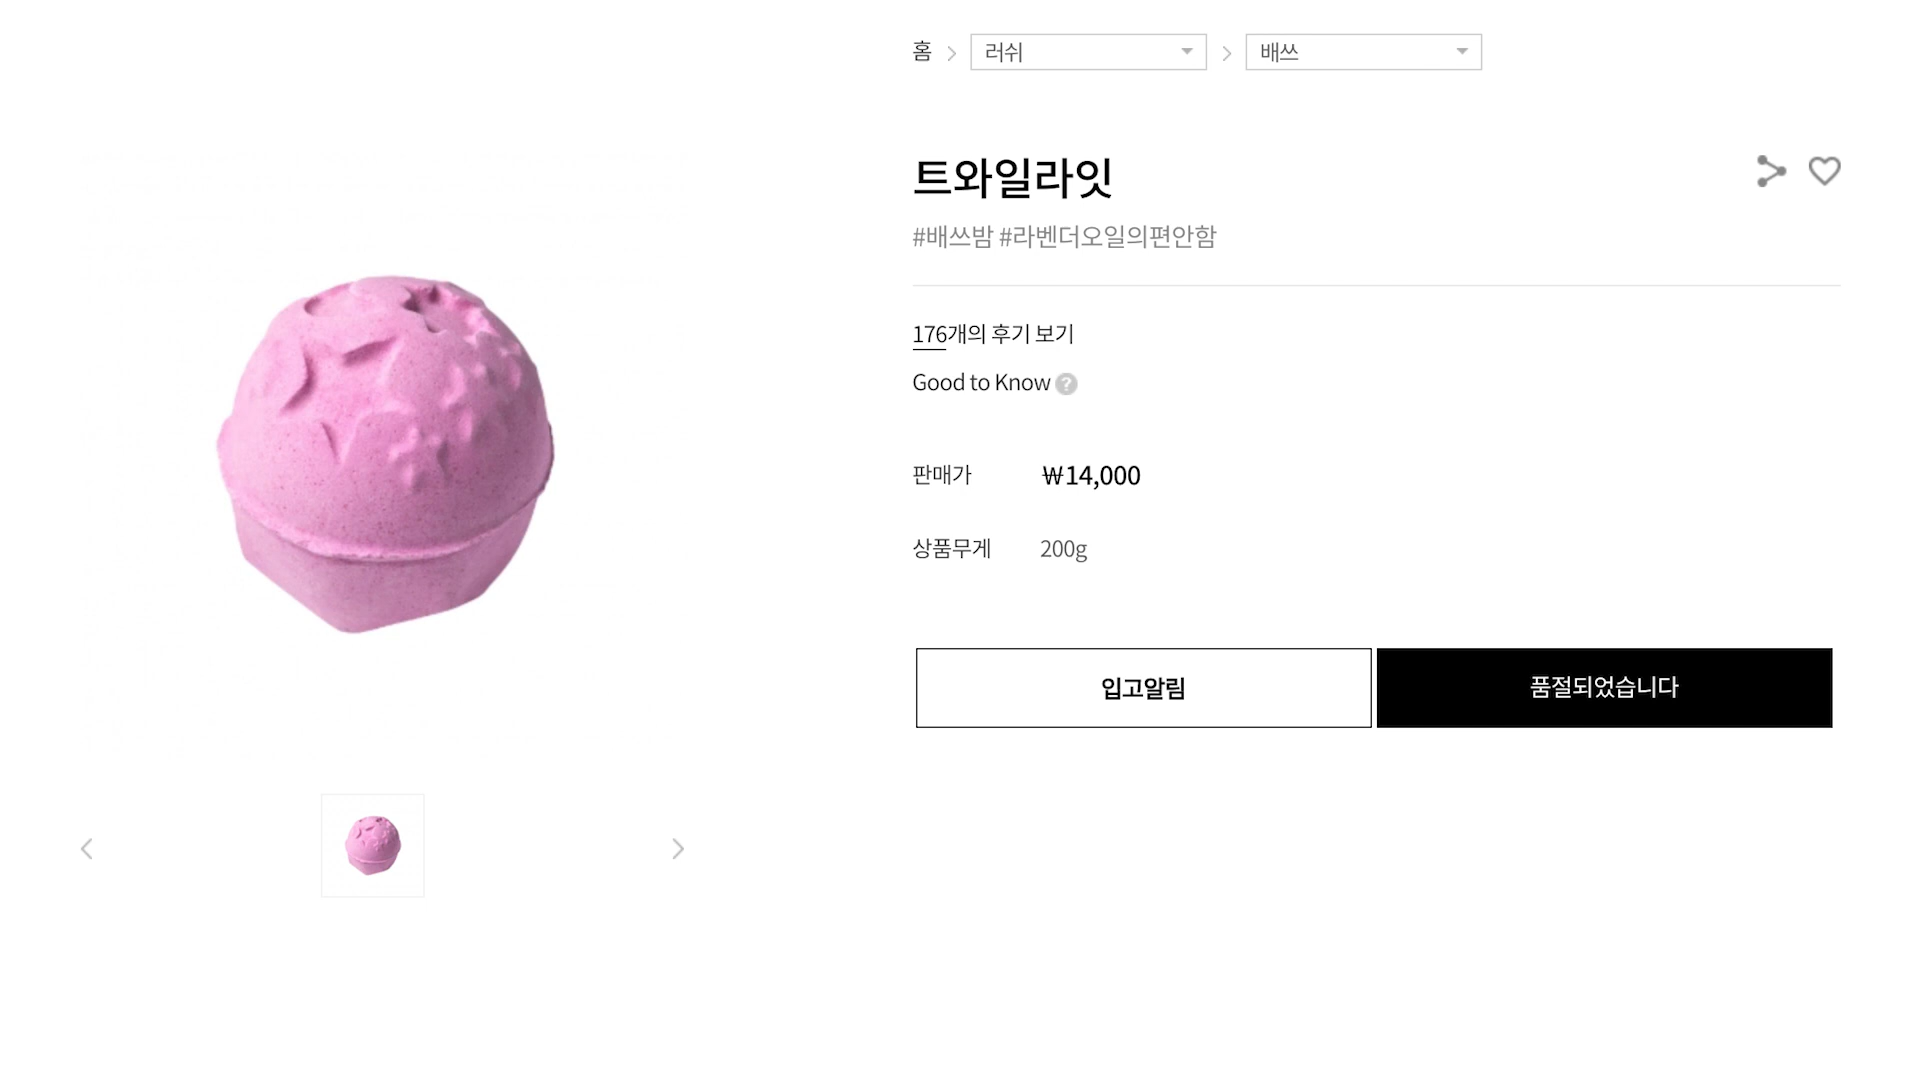 홈 러쉬 배쓰
트와일라잇
#배쓰밤 #라벤더오일의편안함
176개의 후기 보기
Good to Know ?
판매가 ₩14,000
상품무게 200g
입고알림 품절되었습니다